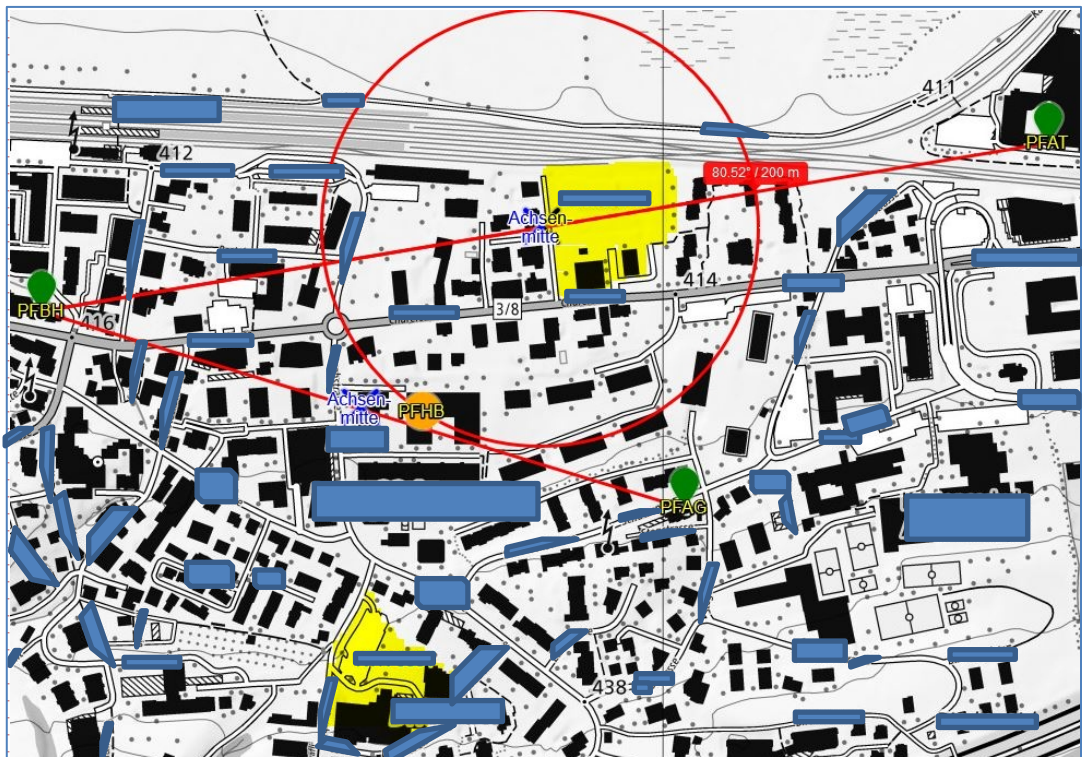 411
PFAT
412
80.52° / 200 m
Achsen-
mitte
414
PFBH
416
3/8
Achsen-
mitte
PFHB
PFAG
438